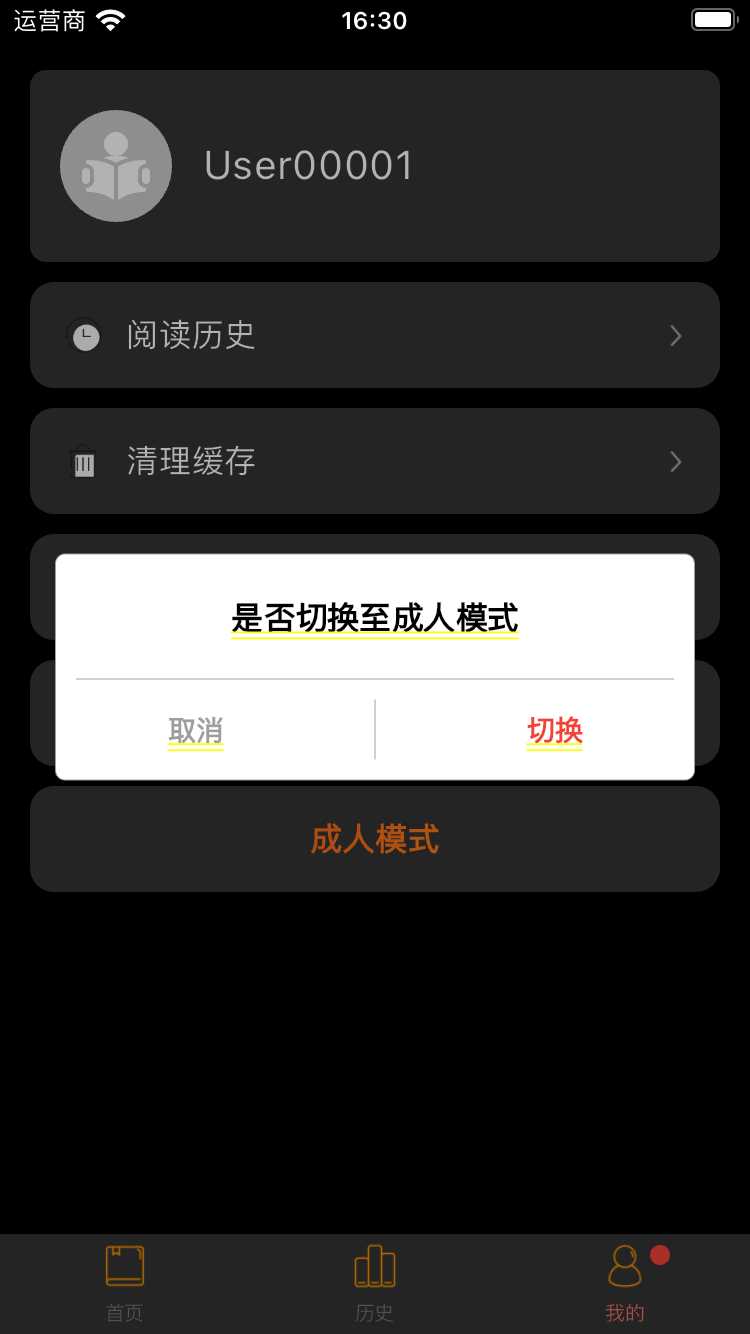 运营商
16:30
User00001
阅读历史
清理缓存
是否切换至成人模式
取消
切换
成人模式
首页
历史
我的